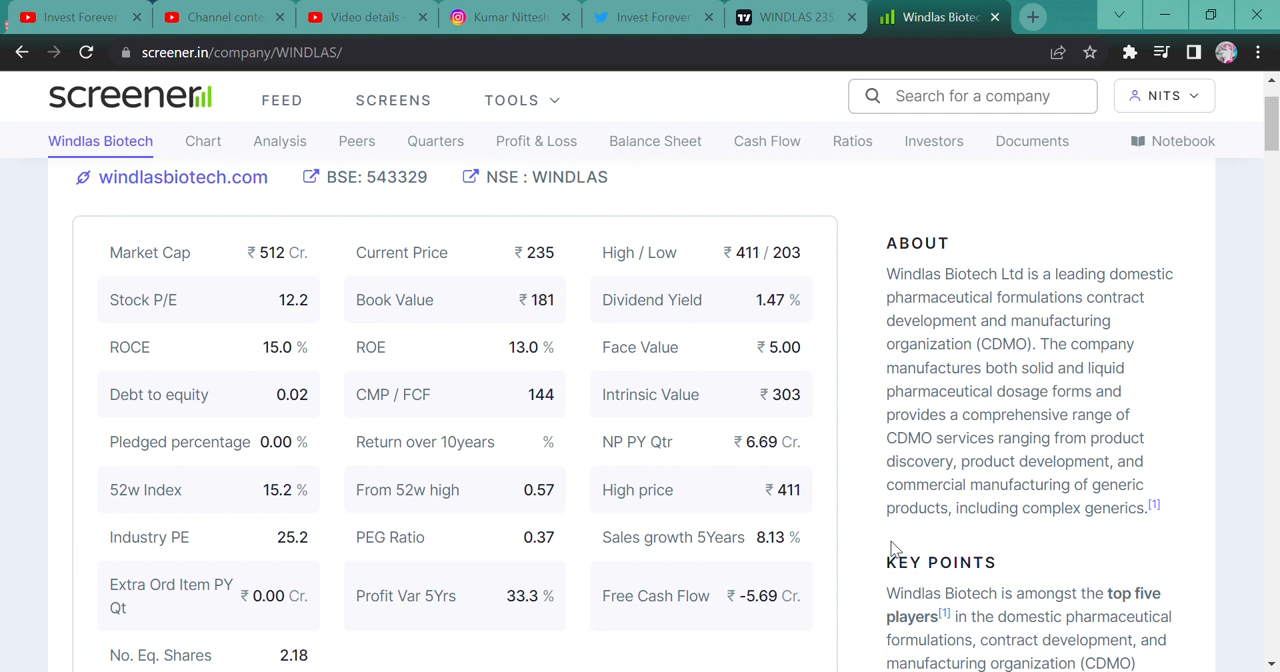 Invest Forever
Channel conte
Video details
Kumar Nittesh
Invest Forever
WINDLAS 235
Windlas Biotec
screener.in/company/WINDLAS/
screener
FEED
SCREENS
TOOLS
Search for a company
NITS
Windlas Biotech
Chart
Analysis
Peers
Quarters
Profit & Loss
Balance Sheet
Cash Flow
Ratios
Investors
Documents
Notebook
windlasbiotech.com
BSE: 543329
NSE : WINDLAS
Market Cap ₹ 512 Cr.
Current Price ₹ 235
High / Low ₹ 411 / 203
Stock P/E 12.2
Book Value ₹ 181
Dividend Yield 1.47 %
ROCE 15.0 %
ROE 13.0 %
Face Value ₹ 5.00
Debt to equity 0.02
CMP / FCF 144
Intrinsic Value ₹ 303
Pledged percentage 0.00 %
Return over 10years %
NP PY Qtr ₹ 6.69 Cr.
52w Index 15.2 %
From 52w high 0.57
High price ₹ 411
Industry PE 25.2
PEG Ratio 0.37
Sales growth 5Years 8.13 %
Extra Ord Item PY
Qt ₹ 0.00 Cr.
Profit Var 5Yrs 33.3 %
Free Cash Flow ₹ -5.69 Cr.
No. Eq. Shares 2.18
ABOUT
Windlas Biotech Ltd is a leading domestic
pharmaceutical formulations contract
development and manufacturing
organization (CDMO). The company
manufactures both solid and liquid
pharmaceutical dosage forms and
provides a comprehensive range of
CDMO services ranging from product
discovery, product development, and
commercial manufacturing of generic
products, including complex generics.[1]
KEY POINTS
Windlas Biotech is amongst the top five
players[1] in the domestic pharmaceutical
formulations, contract development, and
manufacturing organization (CDMO)